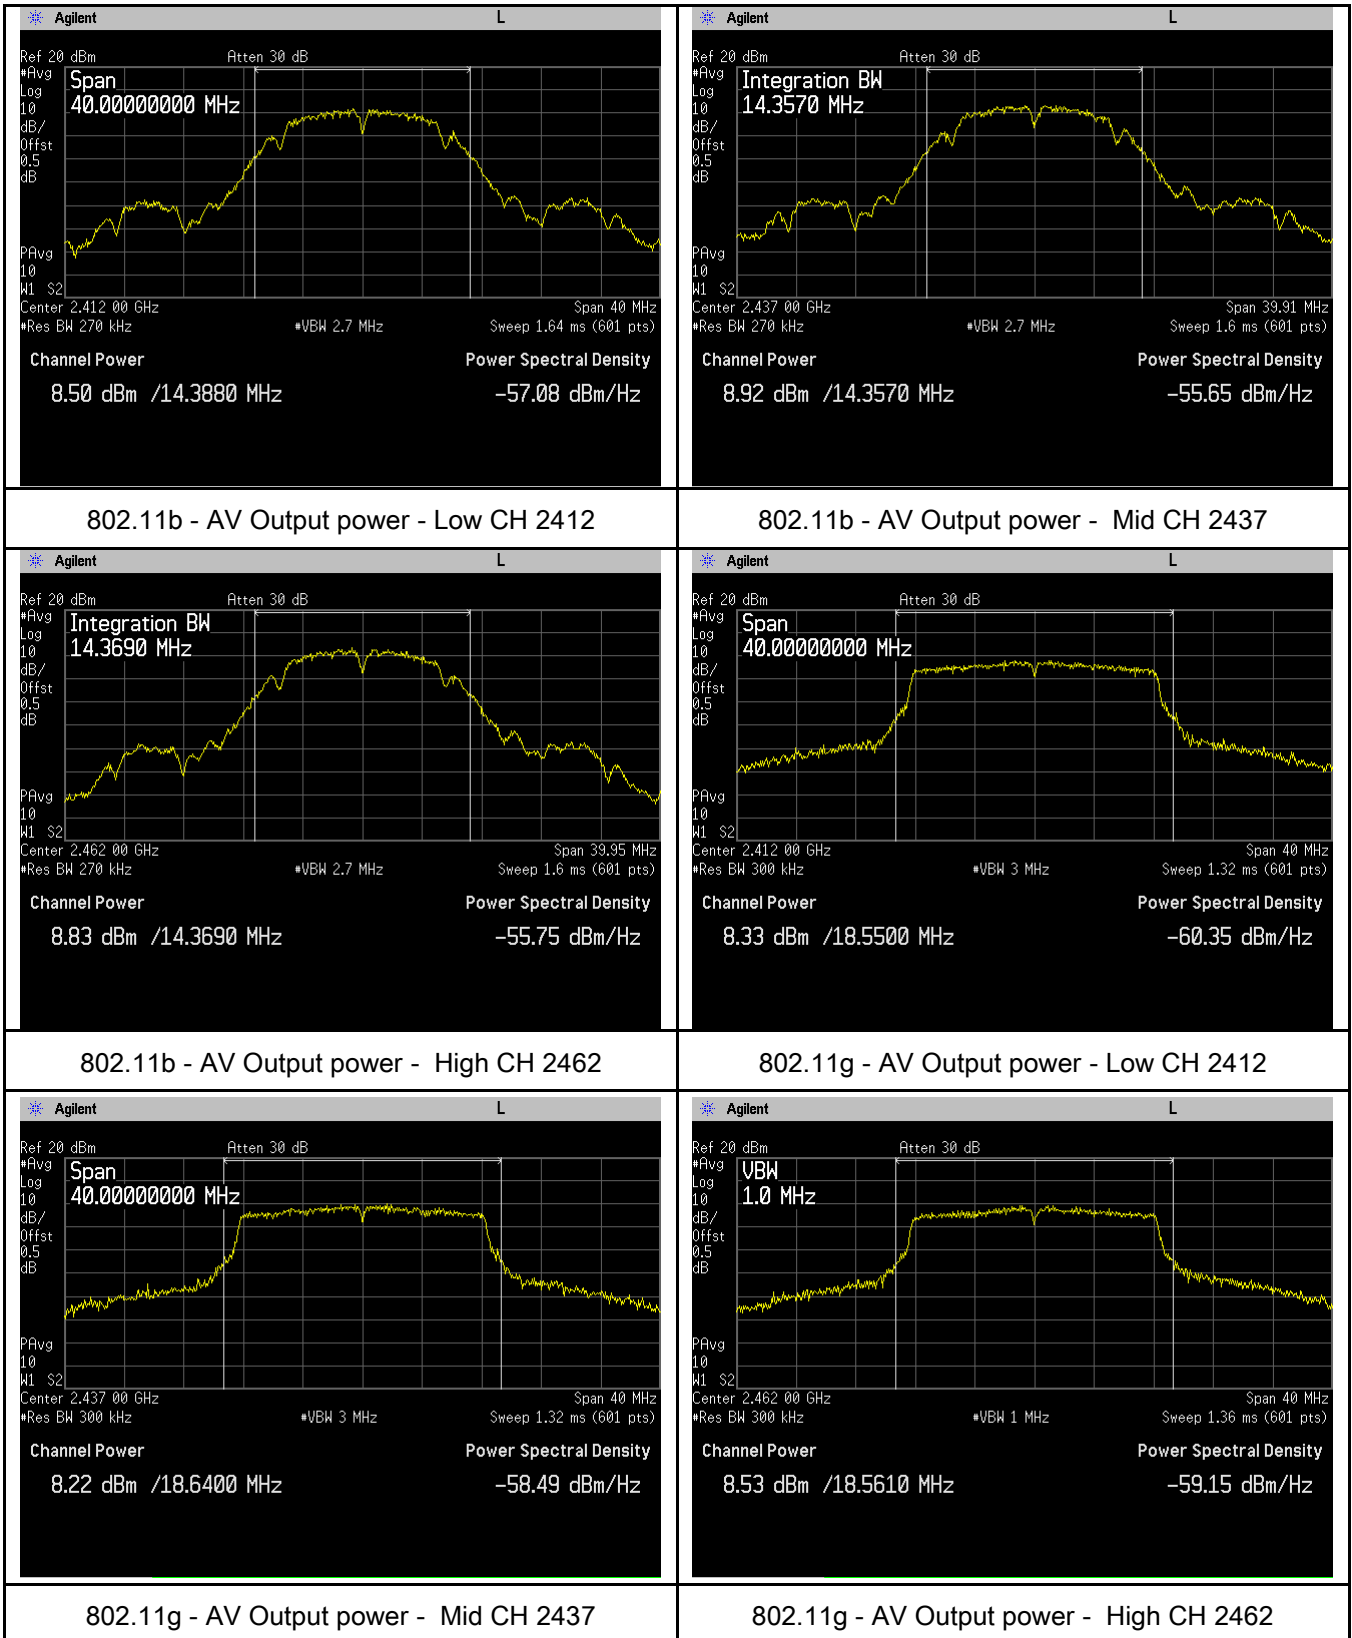 Agilent L
Ref 20 dBm Atten 30 dB
#Avg
Log
10
dB/
Offst
0.5
dB
Span
40.00000000 MHz
PAvg
10
W1 S2
Center 2.412 00 GHz Span 40 MHz
#Res BW 270 kHz #VBW 2.7 MHz Sweep 1.64 ms (601 pts)
Channel Power Power Spectral Density
8.50 dBm /14.3880 MHz -57.08 dBm/Hz
802.11b - AV Output power - Low CH 2412
Agilent L
Ref 20 dBm Atten 30 dB
#Avg
Log
10
dB/
Offst
0.5
dB
Integration BW
14.3570 MHz
PAvg
10
W1 S2
Center 2.437 00 GHz Span 39.91 MHz
#Res BW 270 kHz #VBW 2.7 MHz Sweep 1.6 ms (601 pts)
Channel Power Power Spectral Density
8.92 dBm /14.3570 MHz -55.65 dBm/Hz
802.11b - AV Output power - Mid CH 2437
Agilent L
Ref 20 dBm Atten 30 dB
#Avg
Log
10
dB/
Offst
0.5
dB
Integration BW
14.3690 MHz
PAvg
10
W1 S2
Center 2.462 00 GHz Span 39.95 MHz
#Res BW 270 kHz #VBW 2.7 MHz Sweep 1.6 ms (601 pts)
Channel Power Power Spectral Density
8.83 dBm /14.3690 MHz -55.75 dBm/Hz
802.11b - AV Output power - High CH 2462
Agilent L
Ref 20 dBm Atten 30 dB
#Avg
Log
10
dB/
Offst
0.5
dB
Span
40.00000000 MHz
PAvg
10
W1 S2
Center 2.412 00 GHz Span 40 MHz
#Res BW 300 kHz #VBW 3 MHz Sweep 1.32 ms (601 pts)
Channel Power Power Spectral Density
8.33 dBm /18.5500 MHz -60.35 dBm/Hz
802.11g - AV Output power - Low CH 2412
Agilent L
Ref 20 dBm Atten 30 dB
#Avg
Log
10
dB/
Offst
0.5
dB
Span
40.00000000 MHz
PAvg
10
W1 S2
Center 2.437 00 GHz Span 40 MHz
#Res BW 300 kHz #VBW 3 MHz Sweep 1.32 ms (601 pts)
Channel Power Power Spectral Density
8.22 dBm /18.6400 MHz -58.49 dBm/Hz
802.11g - AV Output power - Mid CH 2437
Agilent L
Ref 20 dBm Atten 30 dB
#Avg
Log
10
dB/
Offst
0.5
dB
VBW
1.0 MHz
PAvg
10
W1 S2
Center 2.462 00 GHz Span 40 MHz
#Res BW 300 kHz #VBW 1 MHz Sweep 1.36 ms (601 pts)
Channel Power Power Spectral Density
8.53 dBm /18.5610 MHz -59.15 dBm/Hz
802.11g - AV Output power - High CH 2462